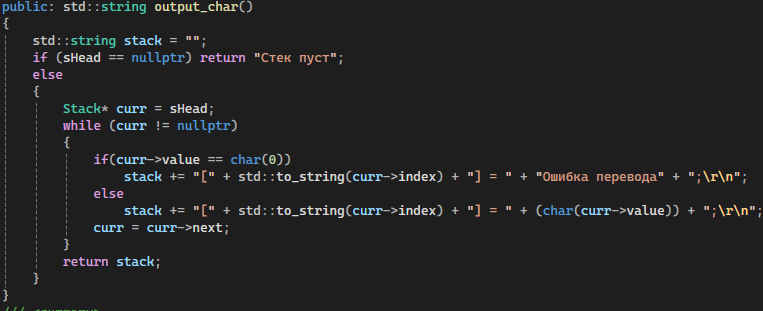 public: std::string output_char()
{
    std::string stack = "";
    if (sHead == nullptr) return "Стек пуст";
    else
    {
        Stack* curr = sHead;
        while (curr != nullptr)
        {
            if(curr->value == char(0))
                stack += "[" + std::to_string(curr->index) + "] = " + "Ошибка перевода" + ";\r\n";
            else
                stack += "[" + std::to_string(curr->index) + "] = " + (char(curr->value)) + ";\r\n";
            curr = curr->next;
        }
        return stack;
    }
}